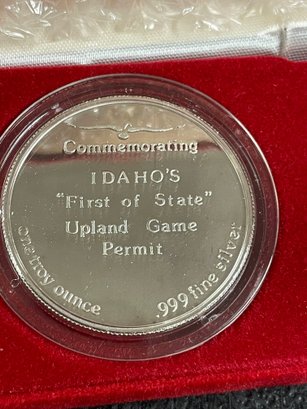 Commemorating
IDAHO'S
"First of State"
Upland Game
Permit
one troy ounce
.999 fine silver